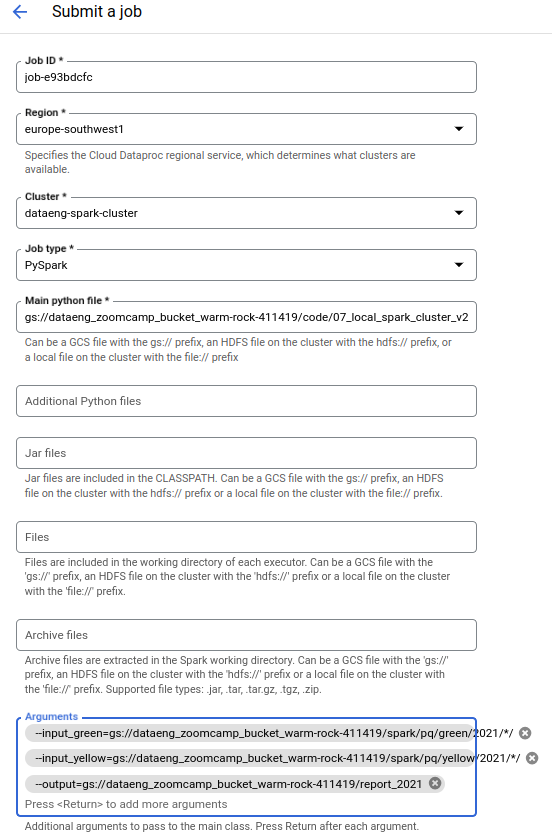 Submit a job
Job ID *
job-e93bdcfc
Region *
europe-southwest1
Specifies the Cloud Dataproc regional service, which determines what clusters are
available.
Cluster *
dataeng-spark-cluster
Job type *
PySpark
Main python file *
gs://dataeng_zoomcamp_bucket_warm-rock-411419/code/07_local_spark_cluster_v2
Can be a GCS file with the gs:// prefix, an HDFS file on the cluster with the hdfs:// prefix, or
a local file on the cluster with the file:// prefix
Additional Python files
Jar files
Jar files are included in the CLASSPATH. Can be a GCS file with the gs:// prefix, an HDFS
file on the cluster with the hdfs:// prefix or a local file on the cluster with the file:// prefix.
Files
Files are included in the working directory of each executor. Can be a GCS file with the
'gs://' prefix, an HDFS file on the cluster with the 'hdfs://' prefix or a local file on the cluster
with the 'file://' prefix.
Archive files
Archive files are extracted in the Spark working directory. Can be a GCS file with the 'gs://'
prefix, an HDFS file on the cluster with the 'hdfs://' prefix or a local file on the cluster with
the 'file://' prefix. Supported file types: .jar, .tar, .tar.gz, .tgz, .zip.
Arguments
--input_green=gs://dataeng_zoomcamp_bucket_warm-rock-411419/spark/pq/green/2021/*/
--input_yellow=gs://dataeng_zoomcamp_bucket_warm-rock-411419/spark/pq/yellow/2021/*/
--output=gs://dataeng_zoomcamp_bucket_warm-rock-411419/report_2021
Press <Return> to add more arguments
Additional arguments to pass to the main class. Press Return after each argument.